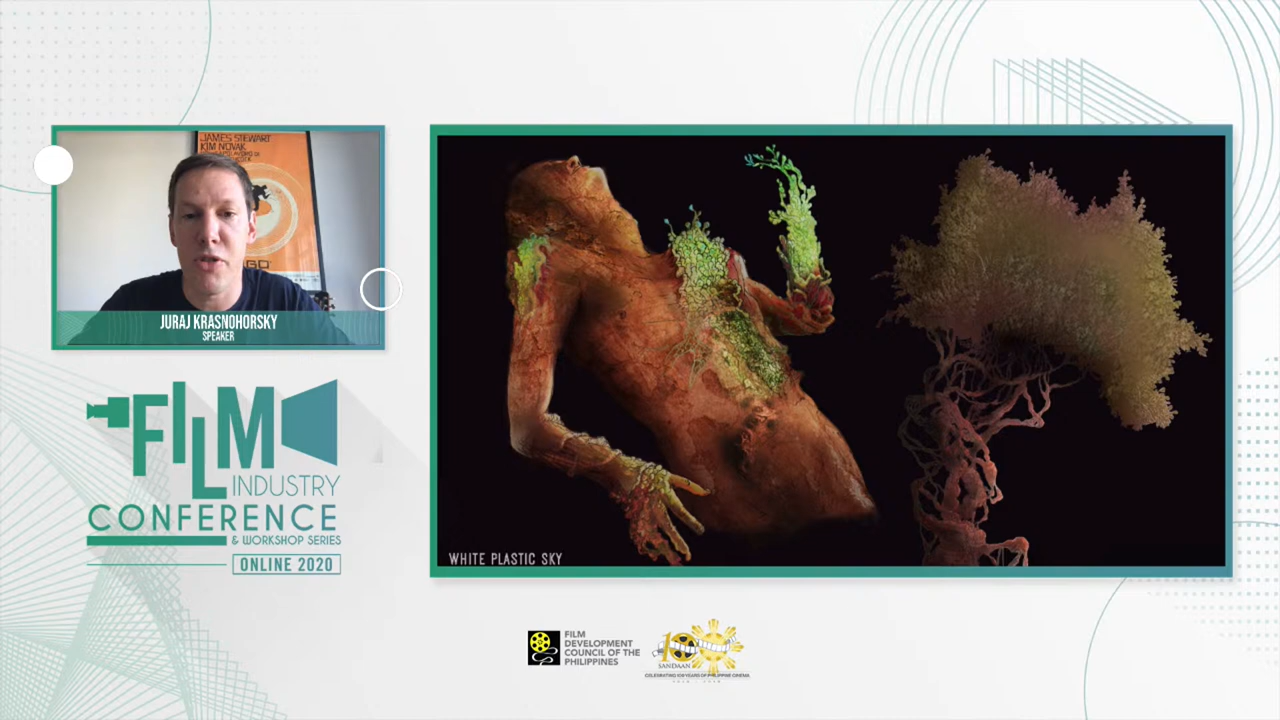 JAMES STEWART
KIM NOVAK
JURAJ KRASNOHORSKY
SPEAKER
FILM
INDUSTRY
CONFERENCE
& WORKSHOP SERIES
ONLINE 2020
WHITE PLASTIC SKY
FILM
DEVELOPMENT
COUNCIL OF THE
PHILIPPINES
100
SANDAAN
CELEBRATING 100 YEARS OF PHILIPPINE CINEMA